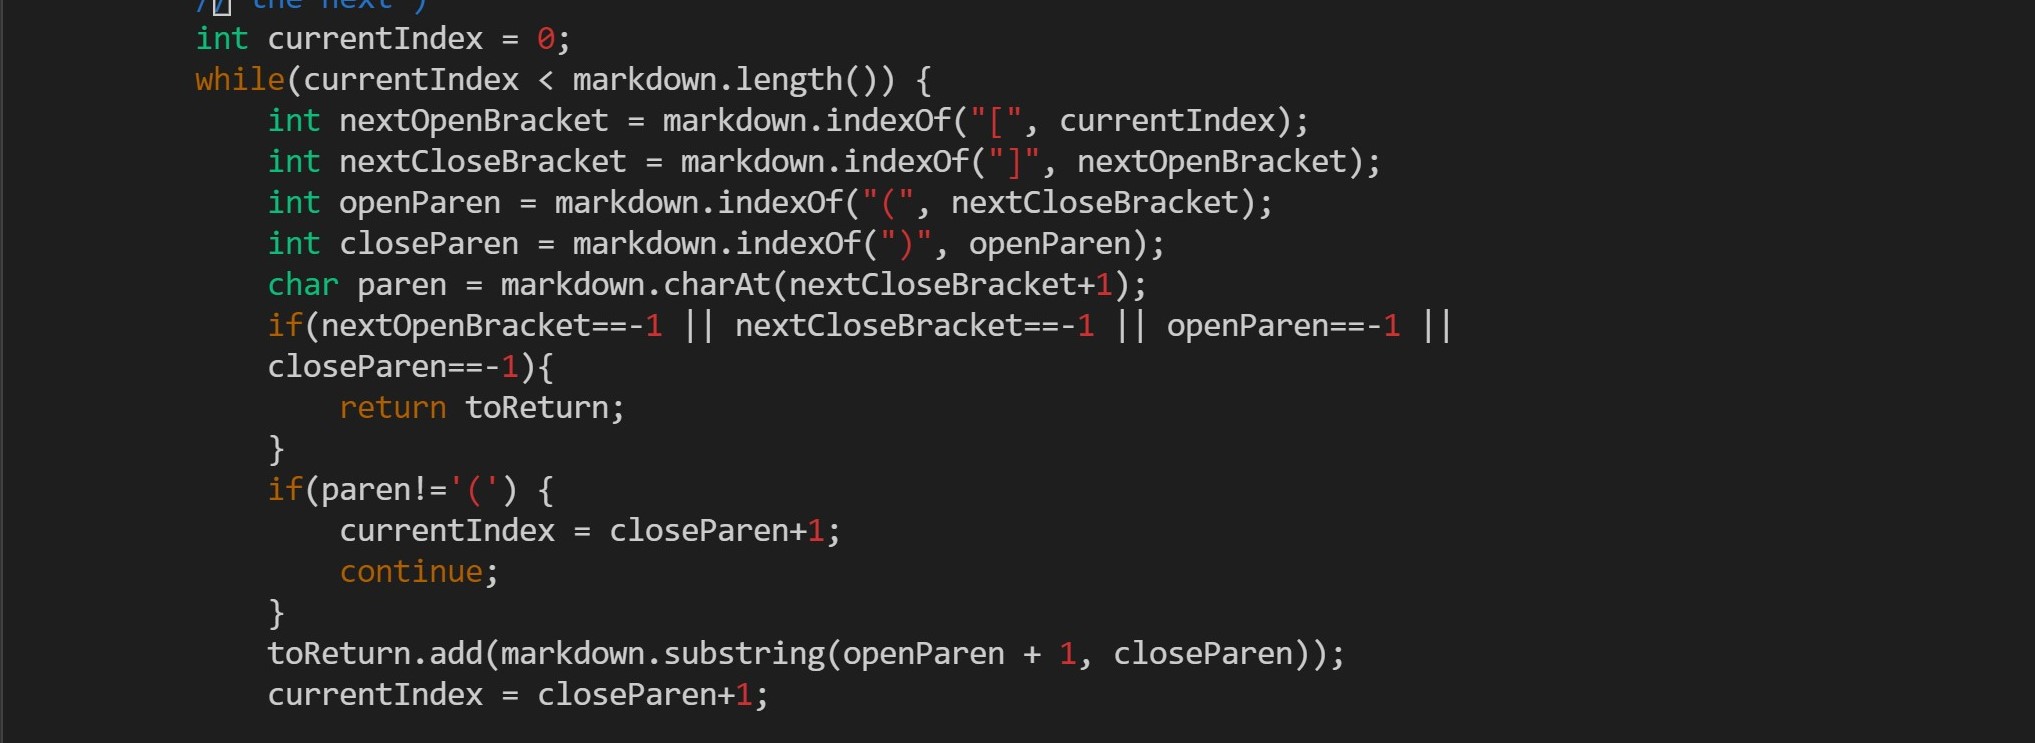 // the next )
int currentIndex = 0;
while(currentIndex < markdown.length()) {
int nextOpenBracket = markdown.indexOf("[", currentIndex);
int nextCloseBracket = markdown.indexOf("]", nextOpenBracket);
int openParen = markdown.indexOf("(", nextCloseBracket);
int closeParen = markdown.indexOf(")", openParen);
char paren = markdown.charAt(nextCloseBracket+1);
if(nextOpenBracket==-1 || nextCloseBracket==-1 || openParen==-1 ||
closeParen==-1){
return toReturn;
}
if(paren!='(') {
currentIndex = closeParen+1;
continue;
}
toReturn.add(markdown.substring(openParen + 1, closeParen));
currentIndex = closeParen+1;